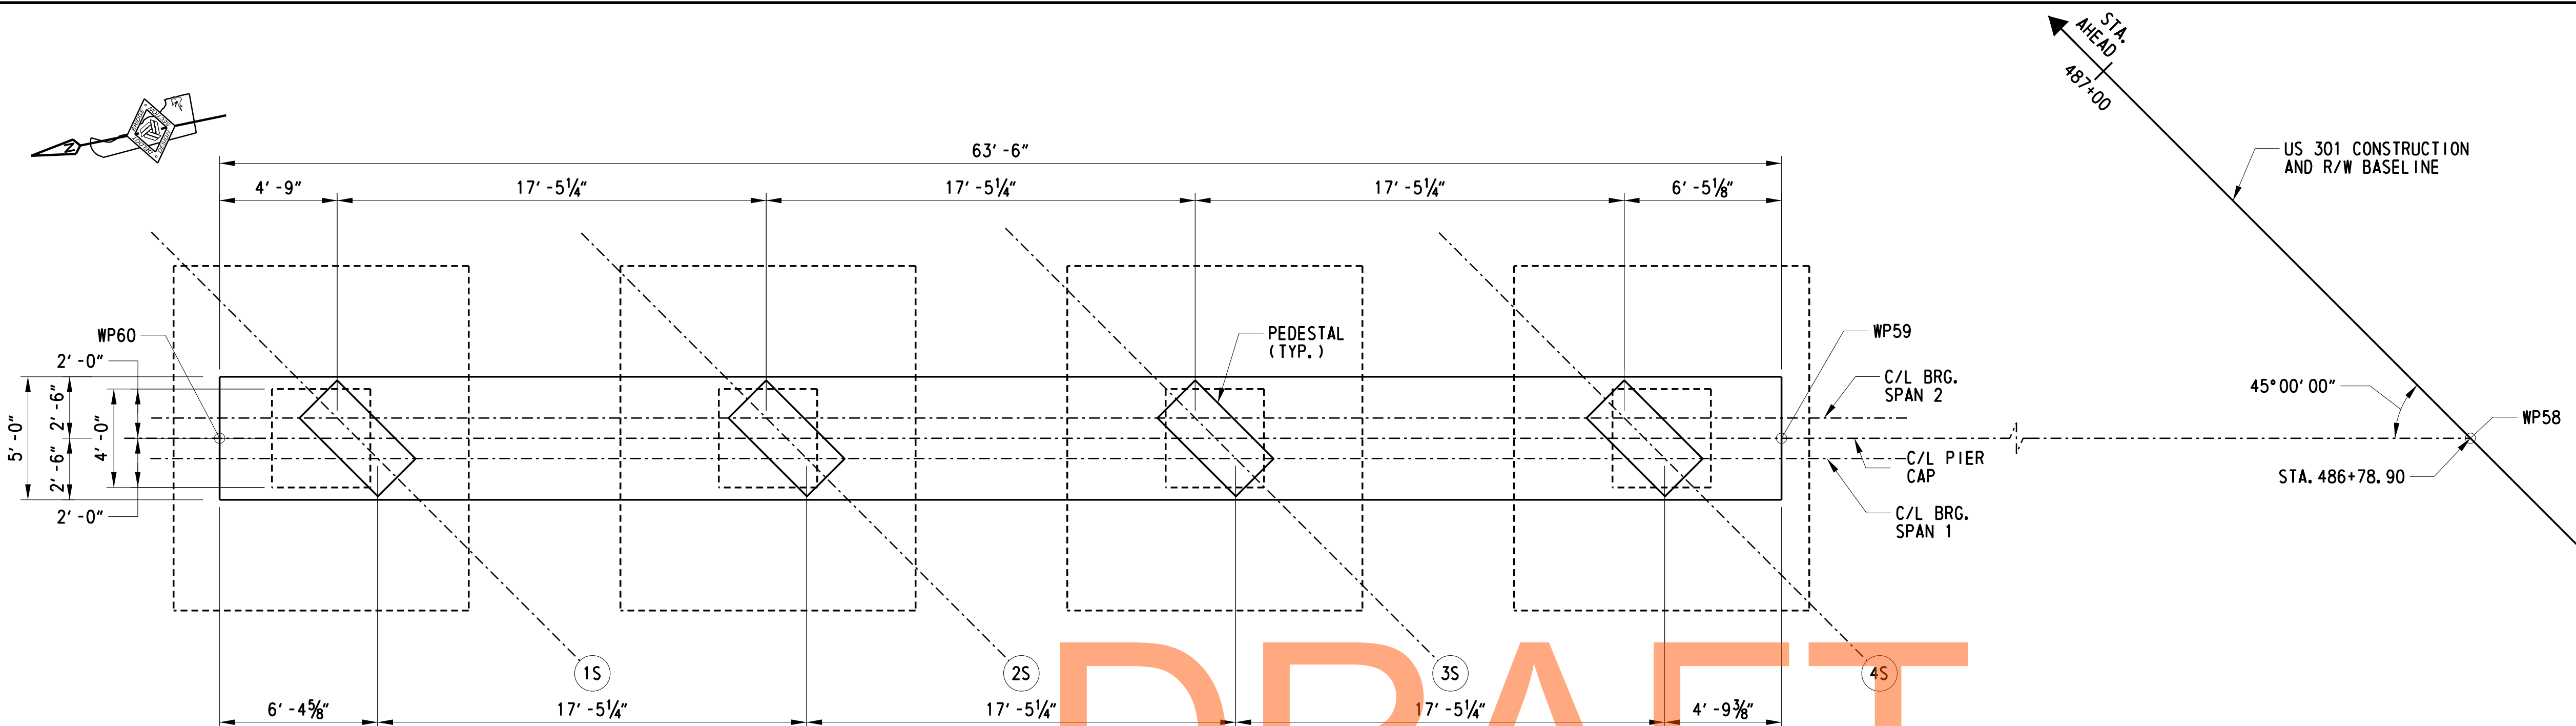 STA.
AHEAD
487+00
N
63'-6"
US 301 CONSTRUCTION
AND R/W BASELINE
4'-9"
17'-5¼"
17'-5¼"
17'-5¼"
6'-5⅛"
WP60
PEDESTAL
(TYP.)
WP59
2'-0"
C/L BRG.
SPAN 2
45°00'00"
5'-0"
2'-6"
2'-6"
4'-0"
WP58
C/L PIER
CAP
STA. 486+78.90
2'-0"
C/L BRG.
SPAN 1
1S
2S
3S
4S
DRAFT
6'-4⅝"
17'-5¼"
17'-5¼"
17'-5¼"
4'-9⅜"